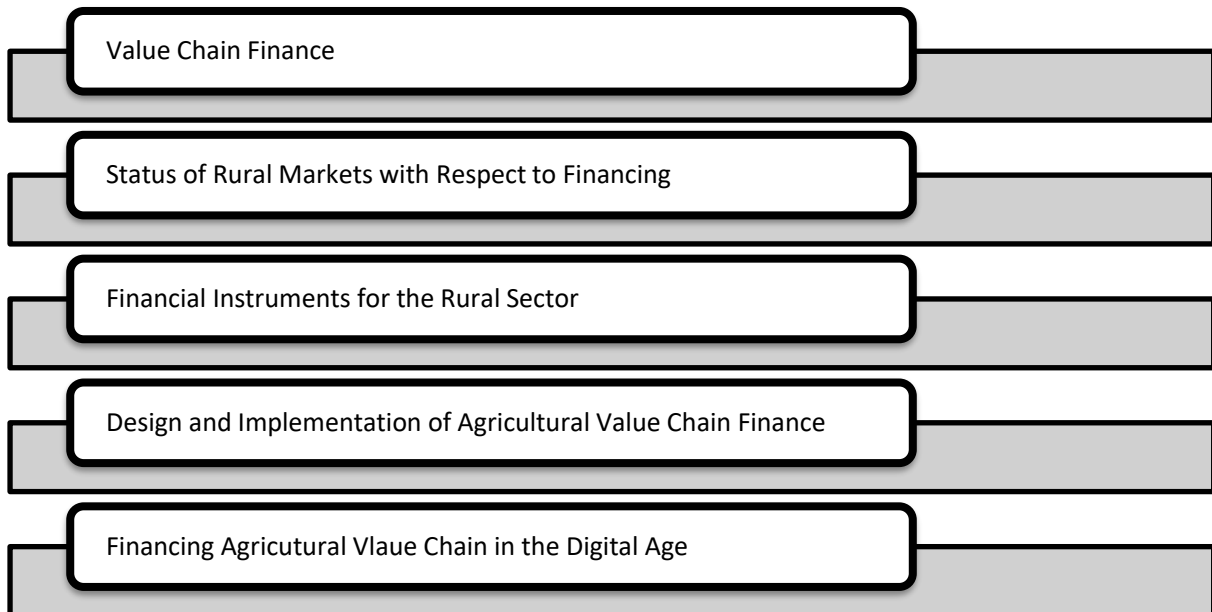 Value Chain Finance
Status of Rural Markets with Respect to Financing
Financial Instruments for the Rural Sector
Design and Implementation of Agricultural Value Chain Finance
Financing Agricutural Vlaue Chain in the Digital Age